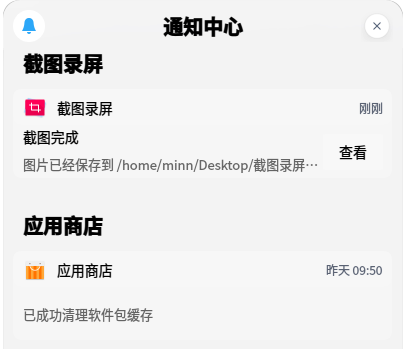 通知中心
截图录屏
截图录屏 刚刚
截图完成
查看
图片已经保存到 /home/minn/Desktop/截图录屏…
应用商店
应用商店 昨天 09:50
已成功清理软件包缓存